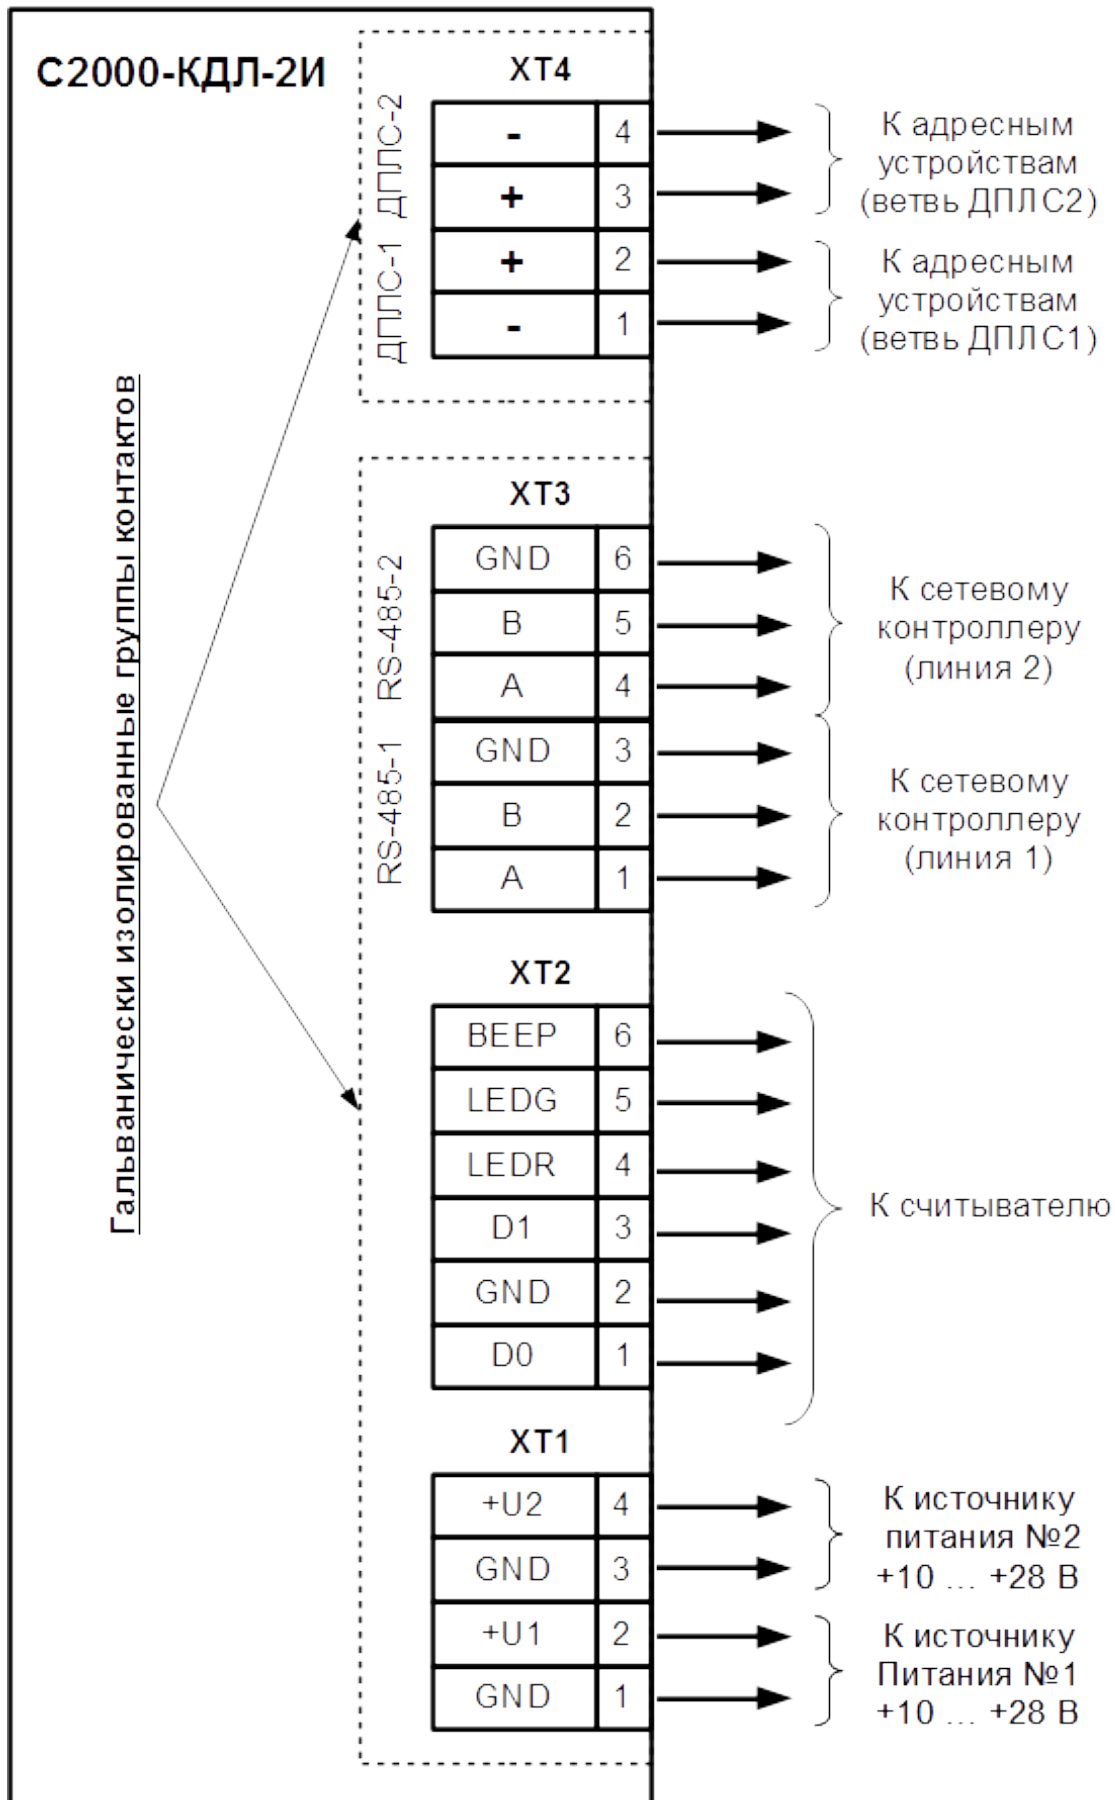 С2000-КДЛ-2И
Гальванически изолированные группы контактов
XT4
ДПЛС-2
- 4
+ 3
ДПЛС-1
+ 2
- 1
К адресным
устройствам
(ветвь ДПЛС2)
К адресным
устройствам
(ветвь ДПЛС1)
XT3
RS-485-2
GND 6
B 5
A 4
RS-485-1
GND 3
B 2
A 1
К сетевому
контроллеру
(линия 2)
К сетевому
контроллеру
(линия 1)
XT2
BEEP 6
LEDG 5
LEDR 4
D1 3
GND 2
D0 1
К считывателю
XT1
+U2 4
GND 3
+U1 2
GND 1
К источнику
питания №2
+10 ... +28 В
К источнику
Питания №1
+10 ... +28 В